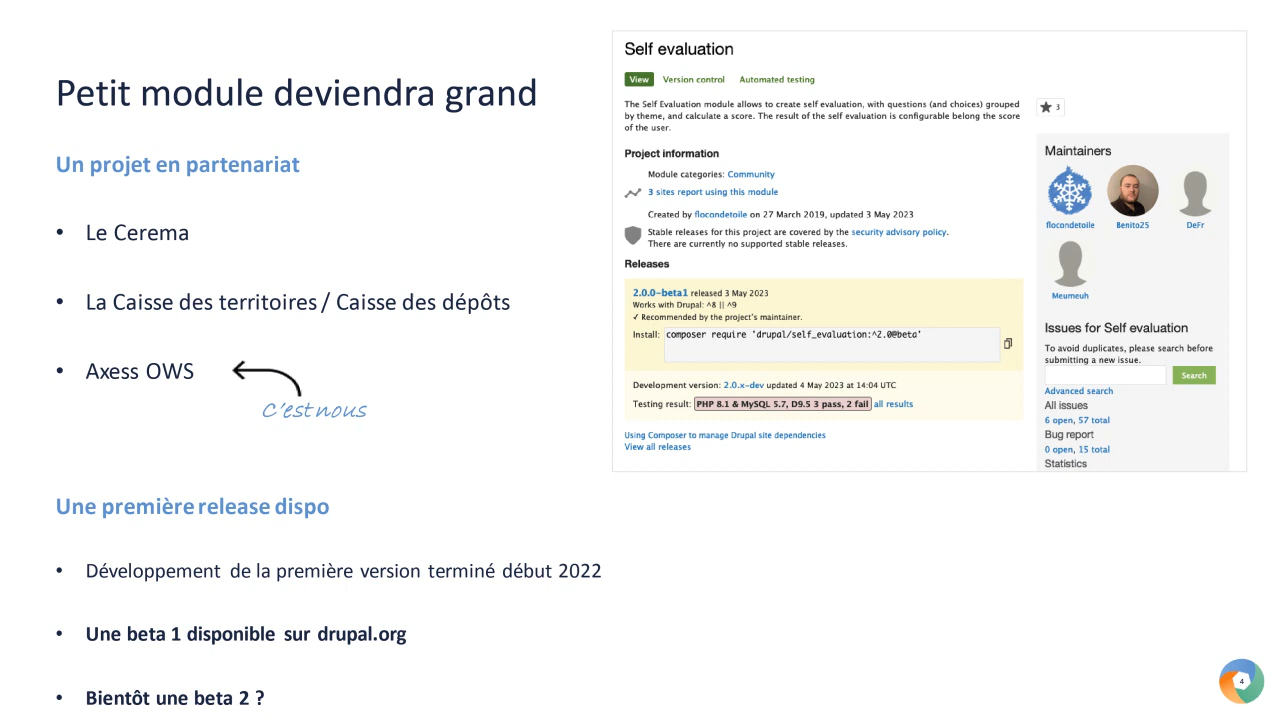 Petit module deviendra grand
Un projet en partenariat
• Le Cerema
• La Caisse des territoires / Caisse des dépôts
• Axess OWS
C'est nous
Une première release dispo
• Développement de la première version terminé début 2022
• Une beta 1 disponible sur drupal.org
• Bientôt une beta 2 ?
Self evaluation
View Version control Automated testing
The Self Evaluation module allows to create self evaluation, with questions (and choices) grouped
by theme, and calculate a score. The result of the self evaluation is configurable belong the score
of the user.
Project information
Module categories: Community
3 sites report using this module
Created by flocondetoile on 27 March 2019, updated 3 May 2023
Stable releases for this project are covered by the security advisory policy.
There are currently no supported stable releases.
Releases
2.0.0-beta1 released 3 May 2023
Works with Drupal: ^8 || ^9
✓ Recommended by the project's maintainer.
Install: composer require 'drupal/self_evaluation:^2.0@beta'
Development version: 2.0.x-dev updated 4 May 2023 at 14:04 UTC
Testing result: PHP 8.1 & MySQL 5.7, D9.5 3 pass, 2 fail all results
Using Composer to manage Drupal site dependencies
View all releases
3
Maintainers
flocondetoile Benito25 DeFr
Meumeuh
Issues for Self evaluation
To avoid duplicates, please search before
submitting a new issue.
Search
Advanced search
All issues
6 open, 57 total
Bug report
0 open, 15 total
Statistics
4